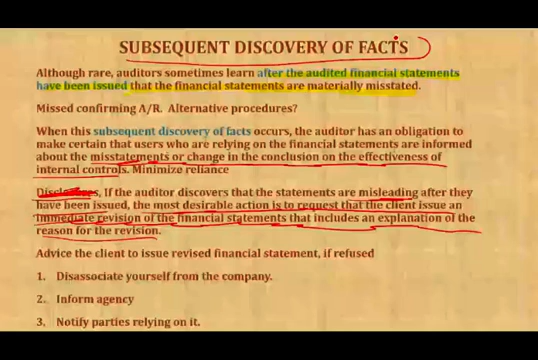 SUBSEQUENT DISCOVERY OF FACTS
Although rare, auditors sometimes learn after the audited financial statements
have been issued that the financial statements are materially misstated.
Missed confirming A/R. Alternative procedures?
When this subsequent discovery of facts occurs, the auditor has an obligation to
make certain that users who are relying on the financial statements are informed
about the misstatements or change in the conclusion on the effectiveness of
internal controls. Minimize reliance
If the auditor discovers that the statements are misleading after they
have been issued, the most desirable action is to request that the client issue an
immediate revision of the financial statements that includes an explanation of the
reason for the revision.
Advice the client to issue revised financial statement, if refused
1. Disassociate yourself from the company.
2. Inform agency
3. Notify parties relying on it.